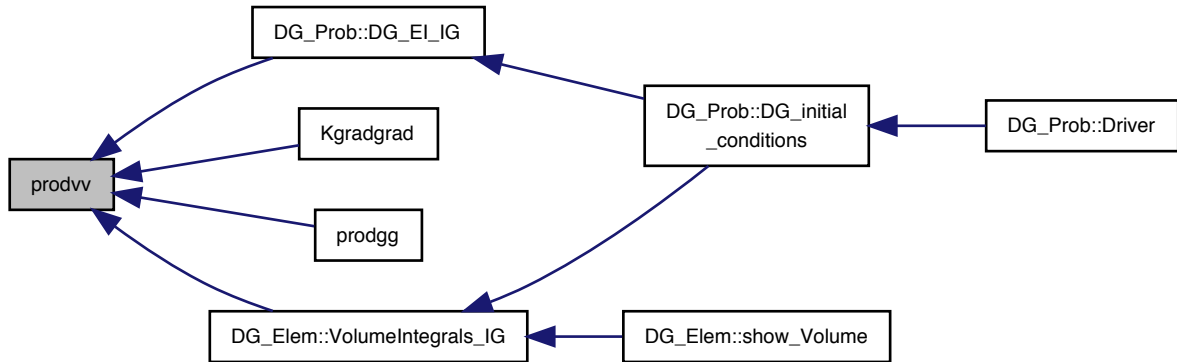 DG_Prob::DG_EI_IG
DG_Prob::DG_initial
_conditions
DG_Prob::Driver
Kgradgrad
prodvv
prodgg
DG_Elem::VolumeIntegrals_IG
DG_Elem::show_Volume